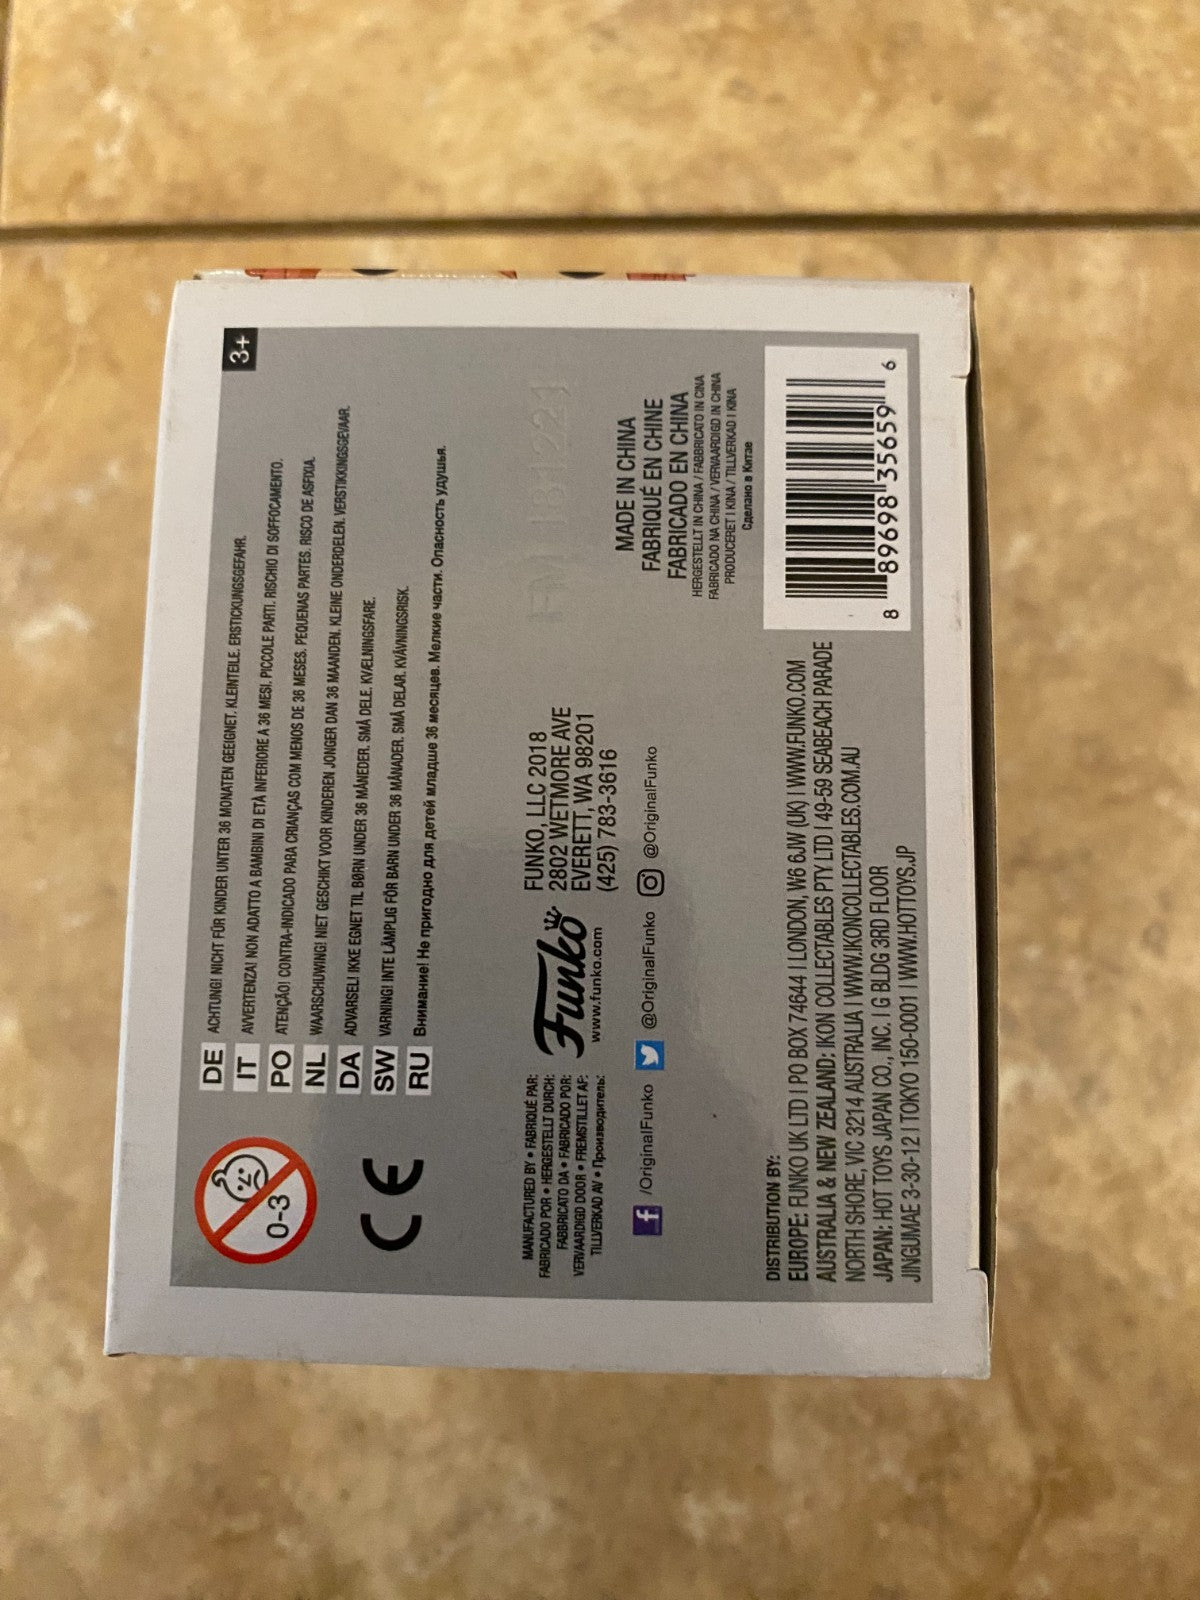 3+
DE ACHTUNG! NICHT FÜR KINDER UNTER 36 MONATEN GEEIGNET. KLEINTEILE. ERSTICKUNGSGEFAHR.
IT AVVERTENZA! NON ADATTO A BAMBINI DI ETÀ INFERIORE A 36 MESI. PICCOLE PARTI. RISCHIO DI SOFFOCAMENTO.
PO ATENÇÃO! CONTRA-INDICADO PARA CRIANÇAS COM MENOS DE 36 MESES. PEQUENAS PARTES. RISCO DE ASFIXIA.
NL WAARSCHUWING! NIET GESCHIKT VOOR KINDEREN JONGER DAN 36 MAANDEN. KLEINE ONDERDELEN. VERSTIKKINGSGEVAAR.
DA ADVARSEL! IKKE EGNET TIL BØRN UNDER 36 MÅNEDER. SMÅ DELE. KVÆLNINGSFARE.
SW VARNING! INTE LÄMPLIG FÖR BARN UNDER 36 MÅNADER. SMÅ DELAR. KVÄVNINGSRISK.
RU Внимание! Не пригодно для детей младше 36 месяцев. Мелкие части. Опасность удушья.
0-3
CE
MANUFACTURED BY • FABRIQUÉ PAR:
FABRICADO POR • HERGESTELLT DURCH:
FABBRICATO DA • FABRICADO POR:
VERVAARDIGD DOOR • FREMSTILLET AF:
TILLVERKAD AV • Производитель:
Funko
www.funko.com
FUNKO, LLC 2018
2802 WETMORE AVE
EVERETT, WA 98201
(425) 783-3616
f /OriginalFunko @OriginalFunko @OriginalFunko
MADE IN CHINA
FABRIQUÉ EN CHINE
FABRICADO EN CHINA
HERGESTELLT IN CHINA / FABBRICATO IN CINA
FABRICADO NA CHINA / VERVAARDIGD IN CHINA
PRODUCERET I KINA / TILLVERKAD I KINA
Сделано в Китае
DISTRIBUTION BY:
EUROPE: FUNKO UK LTD I PO BOX 74644 I LONDON, W6 6JW (UK) I WWW.FUNKO.COM
AUSTRALIA & NEW ZEALAND: IKON COLLECTABLES PTY LTD I 49-59 SEABEACH PARADE
NORTH SHORE, VIC 3214 AUSTRALIA I WWW.IKONCOLLECTABLES.COM.AU
JAPAN: HOT TOYS JAPAN CO., INC. I G BLDG 3RD FLOOR
JINGUMAE 3-30-12 I TOKYO 150-0001 I WWW.HOTTOYS.JP
8 89698 35659 6